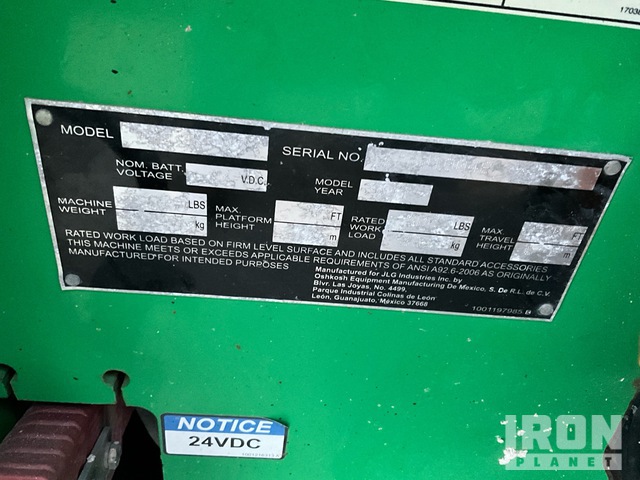 MODEL
SERIAL NO.
NOM. BATT. VOLTAGE V.D.C.
MODEL YEAR
MACHINE WEIGHT LBS kg
MAX. PLATFORM HEIGHT FT m
RATED WORK LOAD LBS kg
MAX TRAVEL HEIGHT FT m
RATED WORK LOAD BASED ON FIRM LEVEL SURFACE AND INCLUDES ALL STANDARD ACCESSORIES
THIS MACHINE MEETS OR EXCEEDS APPLICABLE REQUIREMENTS OF ANSI A92.6-2006 AS ORIGINALLY
MANUFACTURED FOR INTENDED PURPOSES
Manufactured for JLG Industries Inc. by
Oshkosh Equipment Manufacturing De Mexico, S. De R.L. de C.V.
Blvr. Las Joyas, No. 4499,
Parque Industrial Colinas de León
León, Guanajuato, México 37668
1001197985 B
NOTICE
24VDC
IRON
PLANET